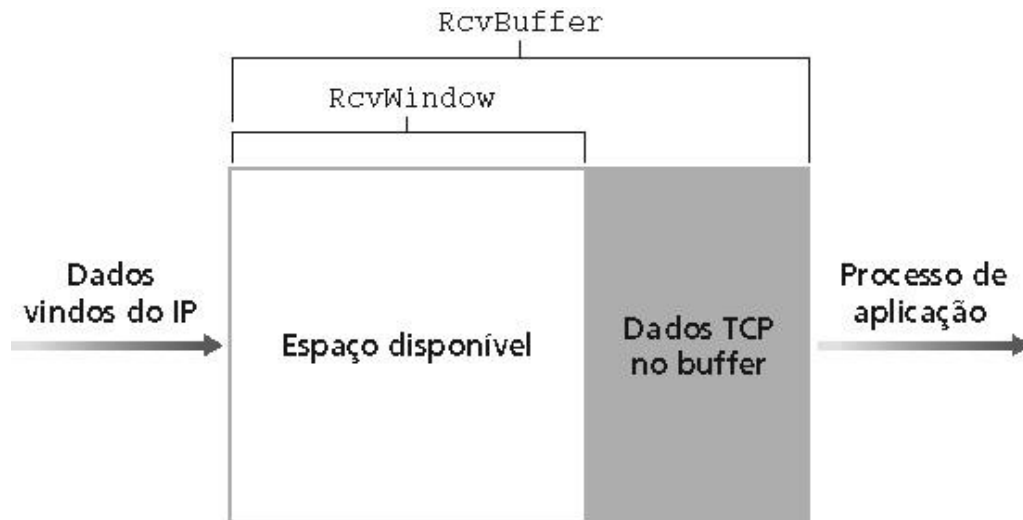 RcvBuffer
RcvWindow
Dados
vindos do IP
Espaço disponível
Dados TCP
no buffer
Processo de
aplicação